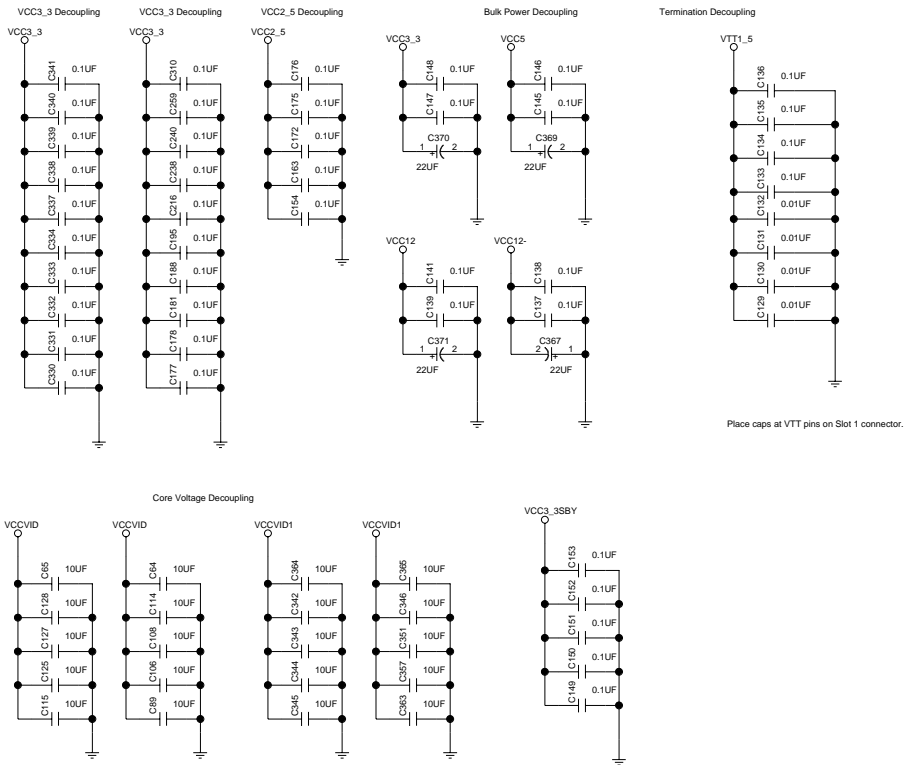 VCC3_3 Decoupling
VCC3_3
C341 0.1UF
C340 0.1UF
C339 0.1UF
C338 0.1UF
C337 0.1UF
C334 0.1UF
C333 0.1UF
C332 0.1UF
C331 0.1UF
C330 0.1UF
VCC3_3 Decoupling
VCC3_3
C310 0.1UF
C259 0.1UF
C240 0.1UF
C238 0.1UF
C216 0.1UF
C195 0.1UF
C188 0.1UF
C181 0.1UF
C178 0.1UF
C177 0.1UF
VCC2_5 Decoupling
VCC2_5
C176 0.1UF
C175 0.1UF
C172 0.1UF
C163 0.1UF
C154 0.1UF
Bulk Power Decoupling
VCC3_3
C148 0.1UF
C147 0.1UF
C370
1 + 2
22UF
VCC5
C146 0.1UF
C145 0.1UF
C369
1 + 2
22UF
VCC12
C141 0.1UF
C139 0.1UF
C371
1 + 2
22UF
VCC12-
C138 0.1UF
C137 0.1UF
C367
2 + 1
22UF
Termination Decoupling
VTT1_5
C136 0.1UF
C135 0.1UF
C134 0.1UF
C133 0.1UF
C132 0.01UF
C131 0.01UF
C130 0.01UF
C129 0.01UF
Place caps at VTT pins on Slot 1 connector.
Core Voltage Decoupling
VCCVID
C65 10UF
C128 10UF
C127 10UF
C125 10UF
C115 10UF
VCCVID
C64 10UF
C114 10UF
C108 10UF
C106 10UF
C89 10UF
VCCVID1
C364 10UF
C342 10UF
C343 10UF
C344 10UF
C345 10UF
VCCVID1
C365 10UF
C346 10UF
C351 10UF
C357 10UF
C363 10UF
VCC3_3SBY
C153 0.1UF
C152 0.1UF
C151 0.1UF
C150 0.1UF
C149 0.1UF